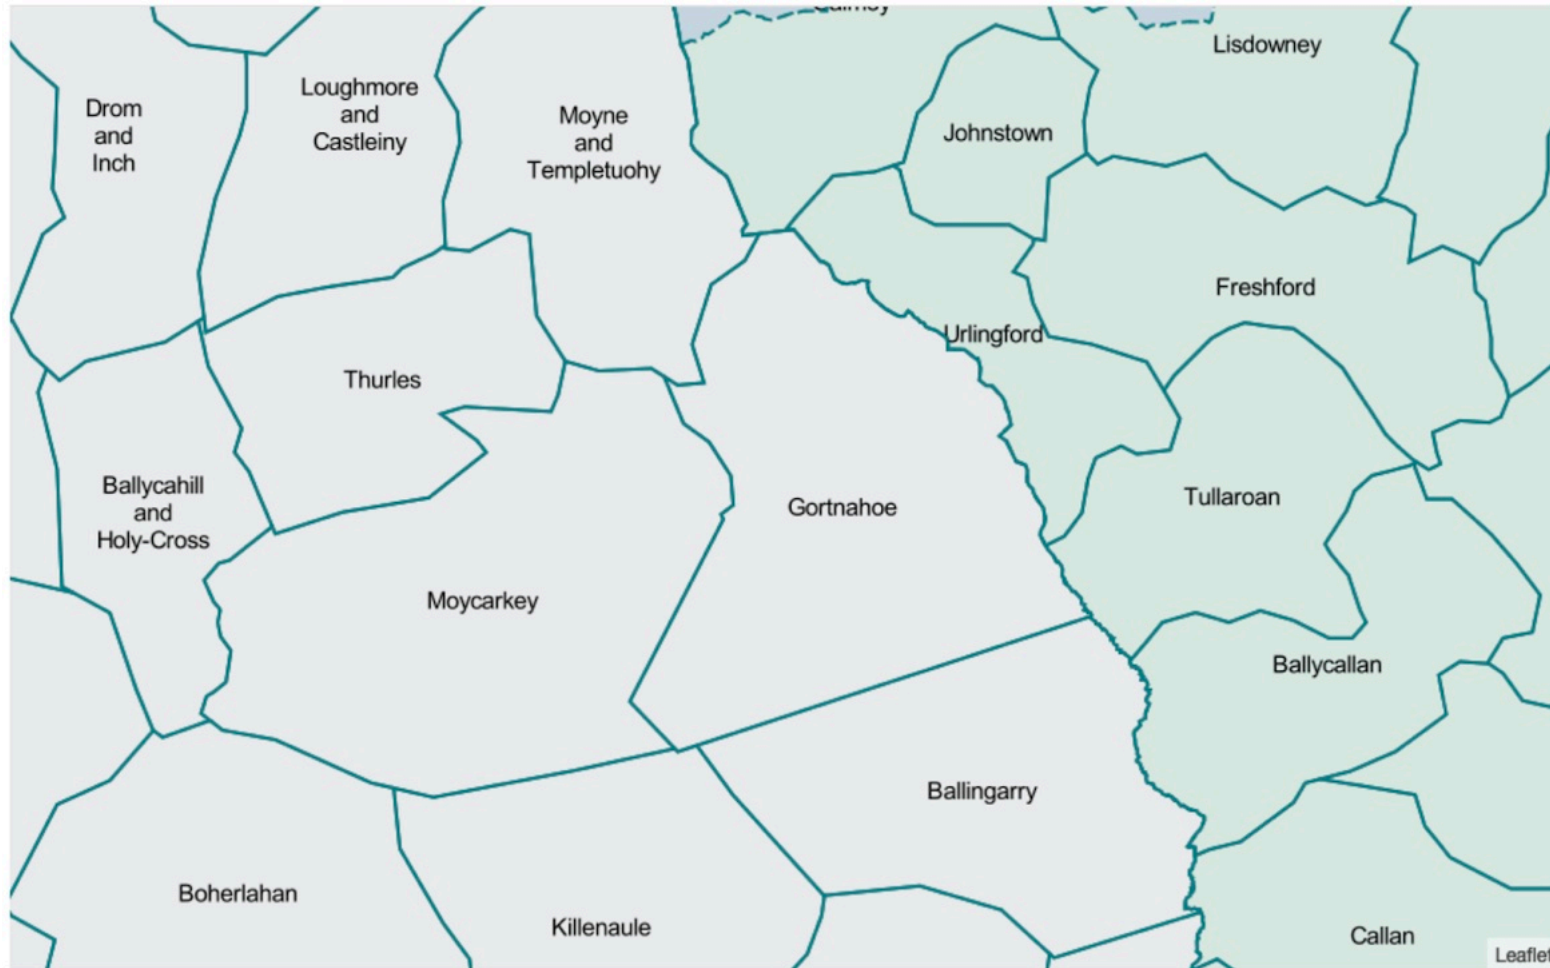 Lisdowney
Loughmore
and
Castleiny
Drom
and
Inch
Moyne
and
Templetuohy
Johnstown
Freshford
Urlingford
Thurles
Ballycahill
and
Holy-Cross
Gortnahoe
Tullaroan
Moycarkey
Ballycallan
Ballingarry
Boherlahan
Killenaule
Callan
Leaflet